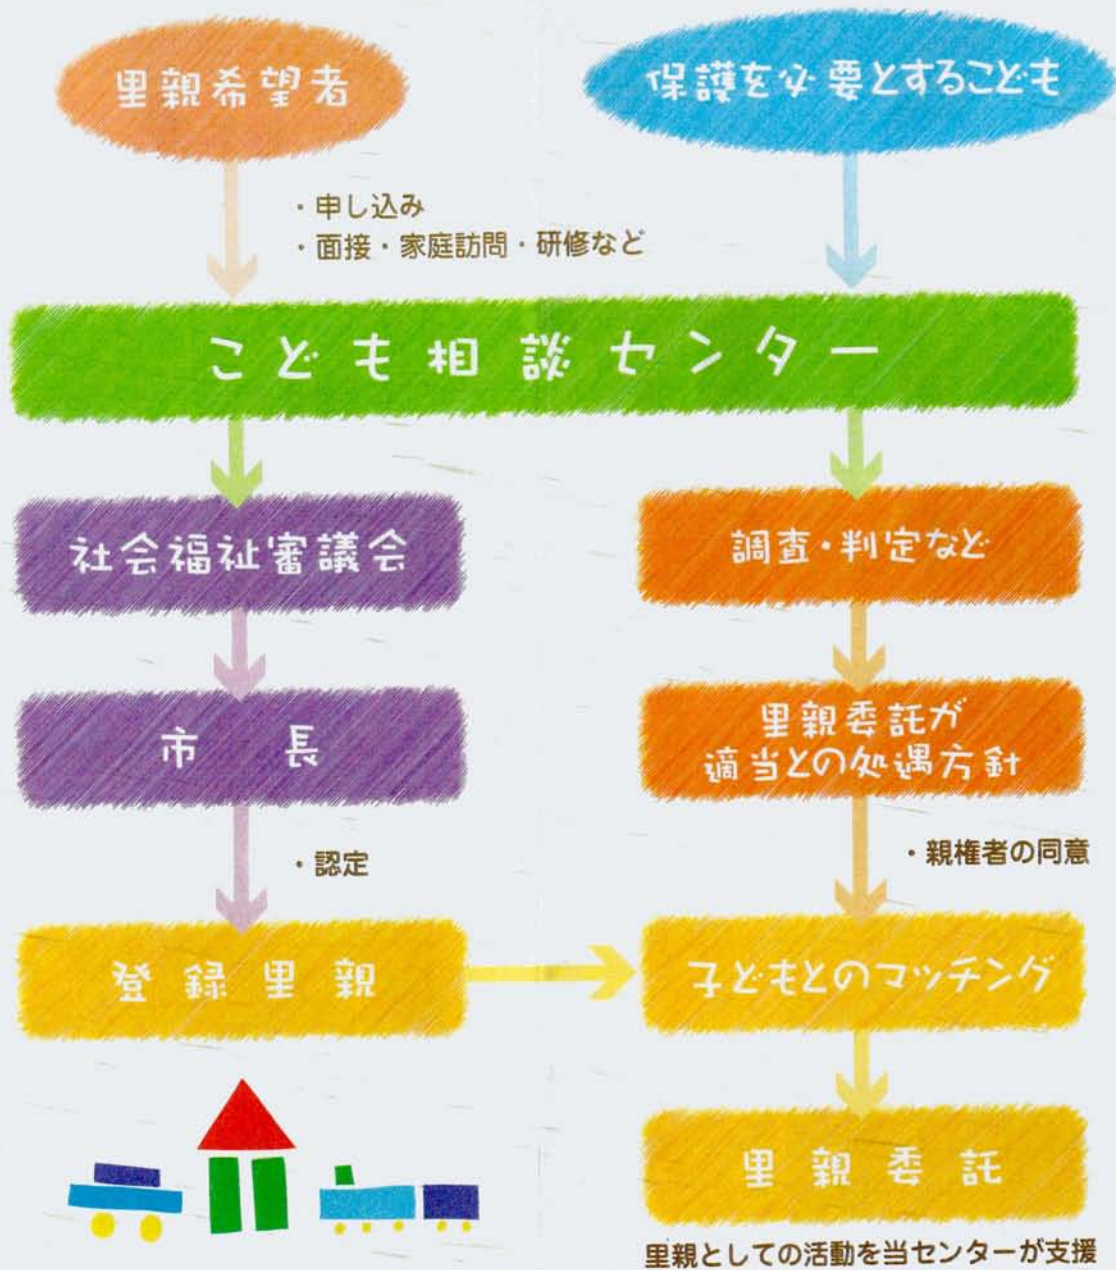 里親希望者
保護を必要とするこども
・申し込み
・面接・家庭訪問・研修など
こども相談センター
社会福祉審議会
調査・判定など
市長
里親委託が
適当との処遇方針
・認定
・親権者の同意
登録里親
子どもとのマッチング
里親委託
里親としての活動を当センターが支援